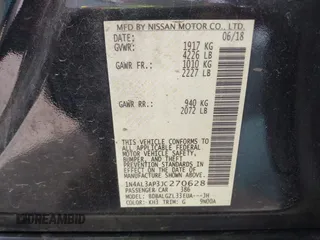 MFD BY NISSAN MOTOR CO., LTD.
DATE: 06/18
GVWR: 1917 KG
4226 LB
GAWR FR.: 1010 KG
2227 LB
GAWR RR.: 940 KG
2072 LB
THIS VEHICLE CONFORMS TO ALL APPLICABLE
FEDERAL MOTOR VEHICLE SAFETY, BUMPER, AND
THEFT PREVENTION STANDARDS IN EFFECT ON THE
DATE OF MANUFACTURE SHOWN ABOVE.
1N4AL3AP3JC270628
PASSENGER CAR 386
COLOR: KH3 TRIM: G
DREAMBID